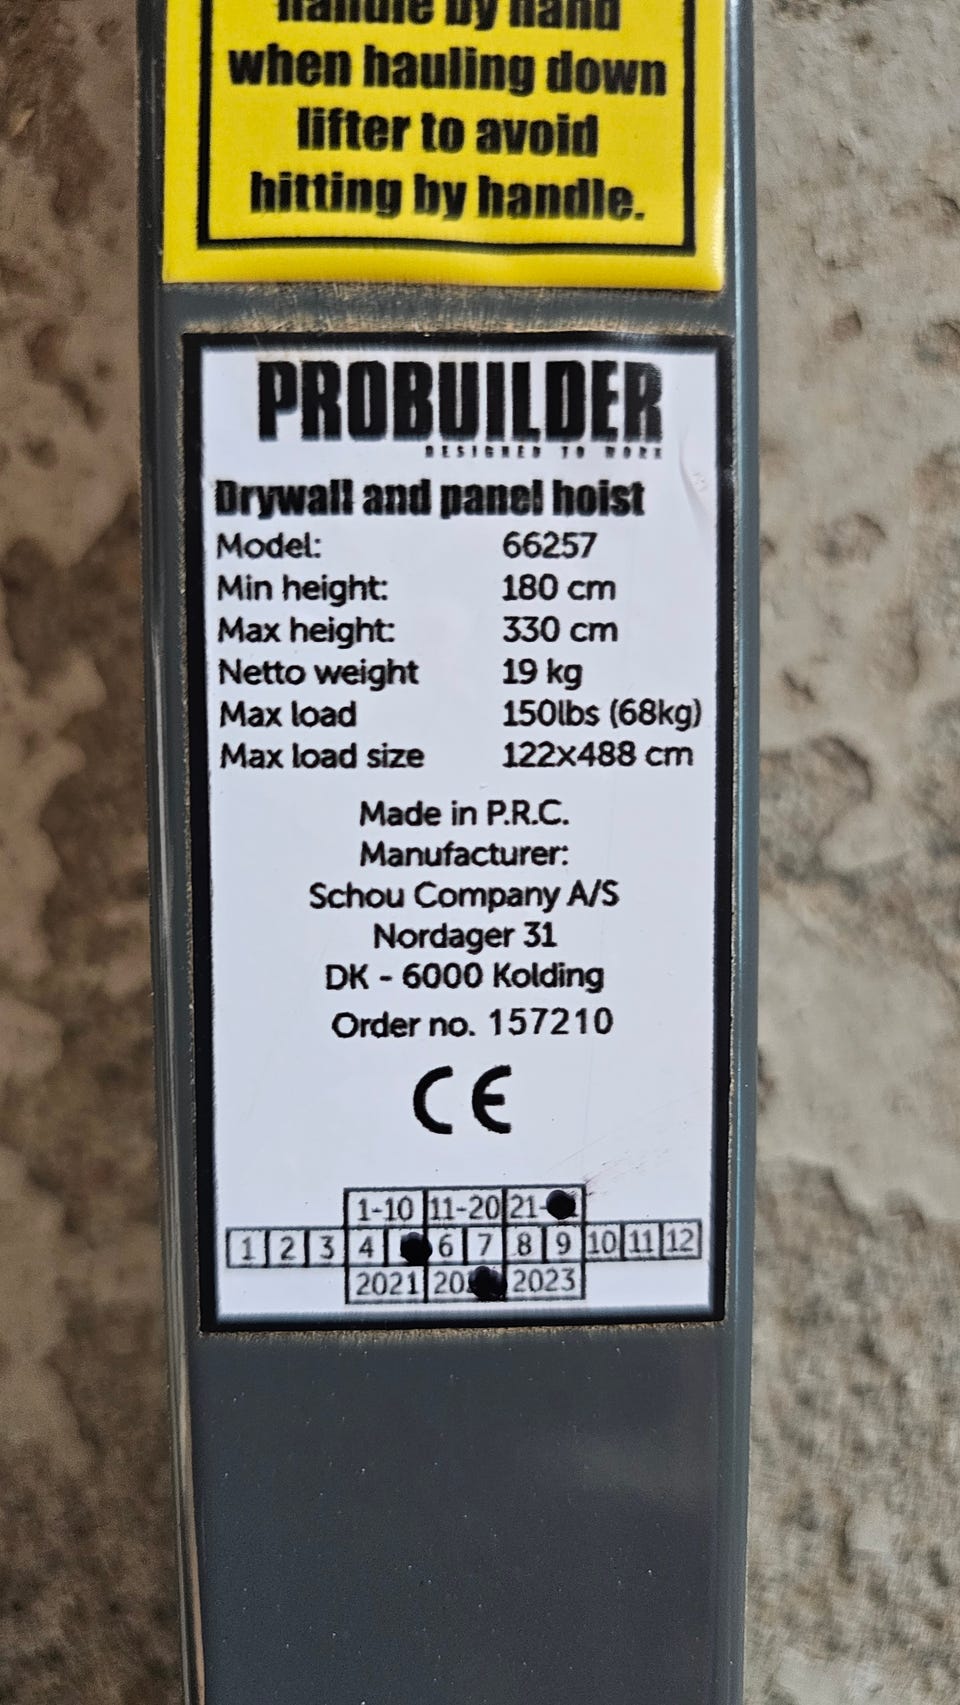 handle by hand
when hauling down
lifter to avoid
hitting by handle.
PROBUILDER
DESIGNED TO WORK
Drywall and panel hoist
Model: 66257
Min height: 180 cm
Max height: 330 cm
Netto weight 19 kg
Max load 150lbs (68kg)
Max load size 122x488 cm
Made in P.R.C.
Manufacturer:
Schou Company A/S
Nordager 31
DK - 6000 Kolding
Order no. 157210
CE
1-10 11-20 21-
1 2 3 4 6 7 8 9 10 11 12
2021 20 2023